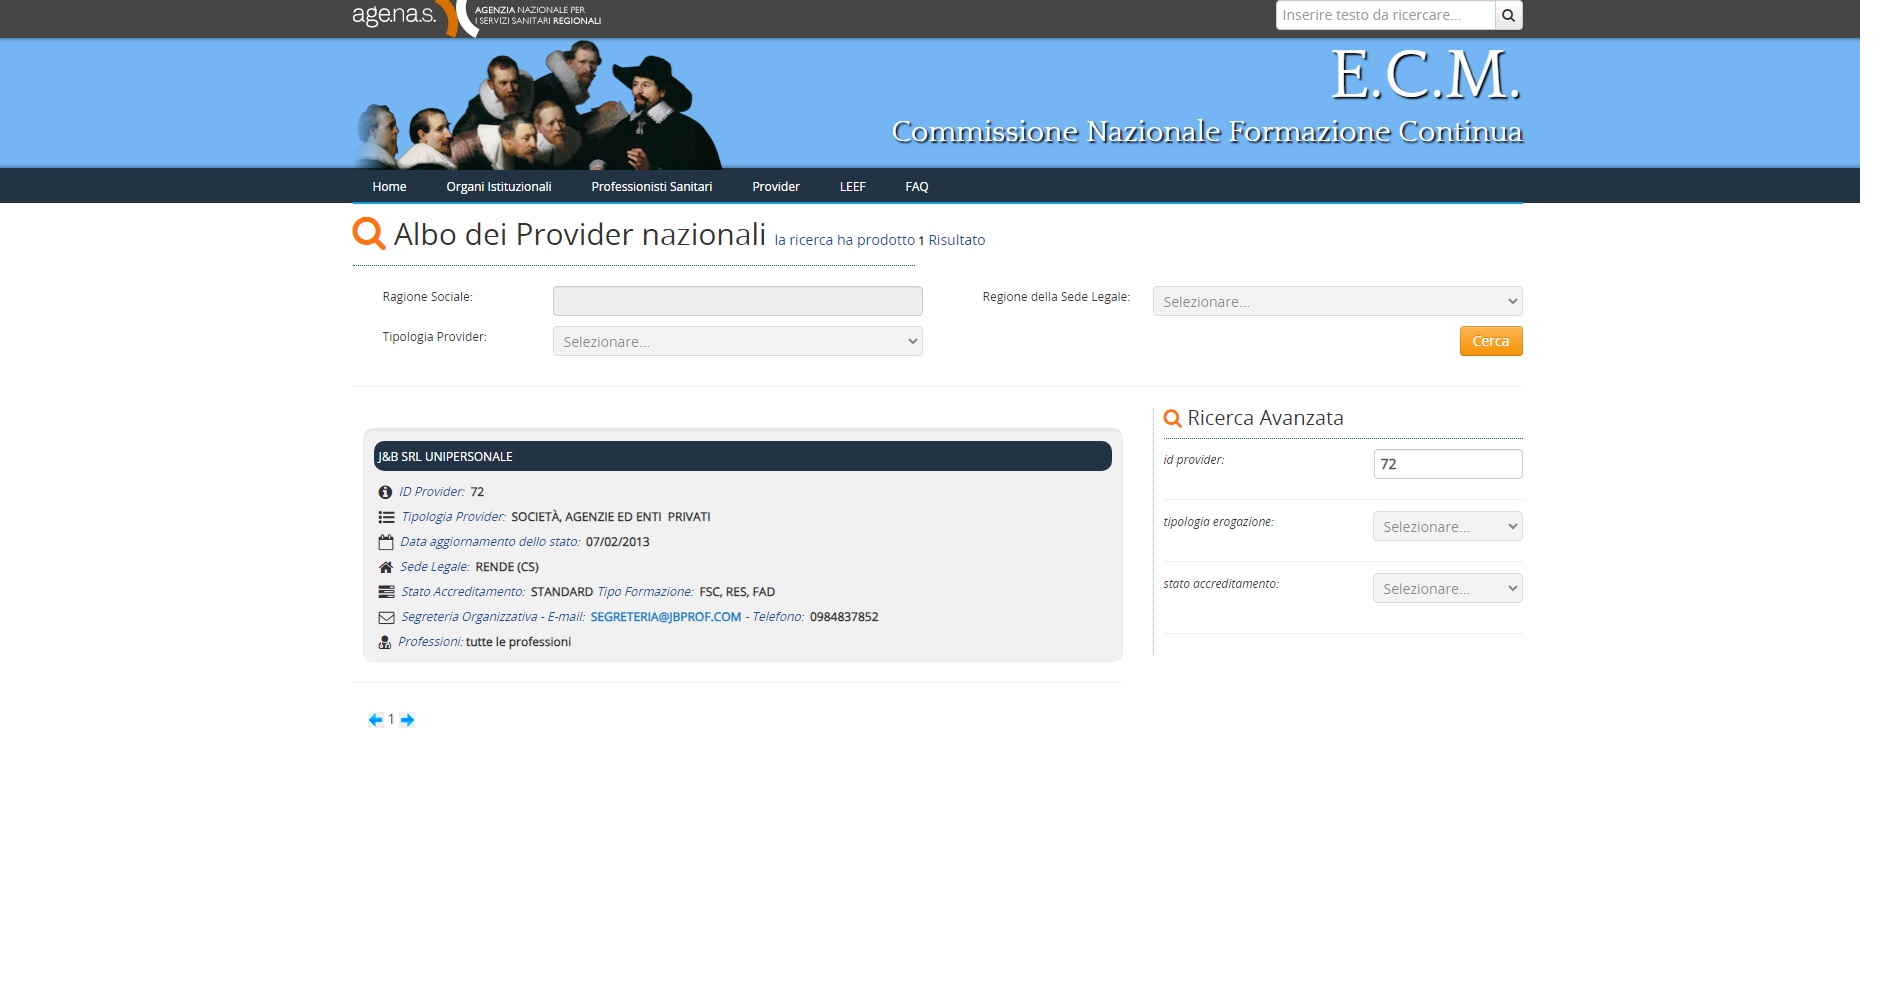 age.na.s.
AGENZIA NAZIONALE PER
I SERVIZI SANITARI REGIONALI
Inserire testo da ricercare...
E.C.M.
Commissione Nazionale Formazione Continua
Home Organi Istituzionali Professionisti Sanitari Provider LEEF FAQ
Albo dei Provider nazionali la ricerca ha prodotto 1 Risultato
Ragione Sociale:
Regione della Sede Legale: Selezionare...
Tipologia Provider: Selezionare...
Cerca
J&B SRL UNIPERSONALE
ID Provider: 72
Tipologia Provider: SOCIETÀ, AGENZIE ED ENTI PRIVATI
Data aggiornamento dello stato: 07/02/2013
Sede Legale: RENDE (CS)
Stato Accreditamento: STANDARD Tipo Formazione: FSC, RES, FAD
Segreteria Organizzativa - E-mail: SEGRETERIA@JBPROF.COM - Telefono: 0984837852
Professioni: tutte le professioni
1
Ricerca Avanzata
id provider: 72
tipologia erogazione: Selezionare...
stato accreditamento: Selezionare...